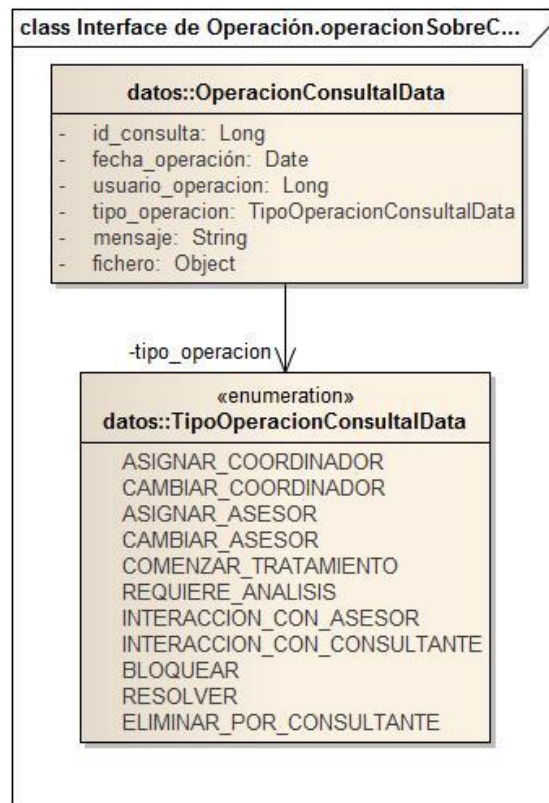 class Interface de Operación.operacionSobreC...
datos::OperacionConsultaIData
- id_consulta: Long
- fecha_operación: Date
- usuario_operacion: Long
- tipo_operacion: TipoOperacionConsultaIData
- mensaje: String
- fichero: Object
-tipo_operacion
«enumeration»
datos::TipoOperacionConsultaIData
ASIGNAR_COORDINADOR
CAMBIAR_COORDINADOR
ASIGNAR_ASESOR
CAMBIAR_ASESOR
COMENZAR_TRATAMIENTO
REQUIERE_ANALISIS
INTERACCION_CON_ASESOR
INTERACCION_CON_CONSULTANTE
BLOQUEAR
RESOLVER
ELIMINAR_POR_CONSULTANTE